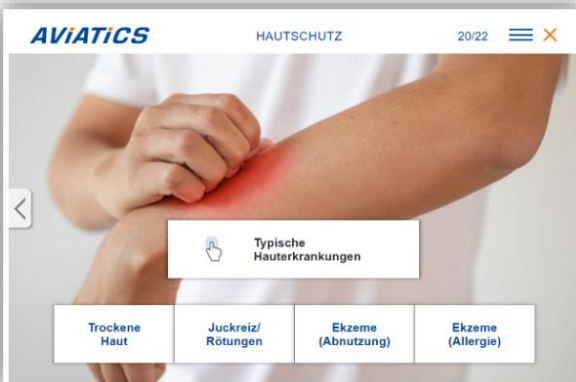 AViATiCS
HAUTSCHUTZ
20/22
Typische
Hauterkrankungen
Trockene
Haut
Juckreiz/
Rötungen
Ekzeme
(Abnutzung)
Ekzeme
(Allergie)